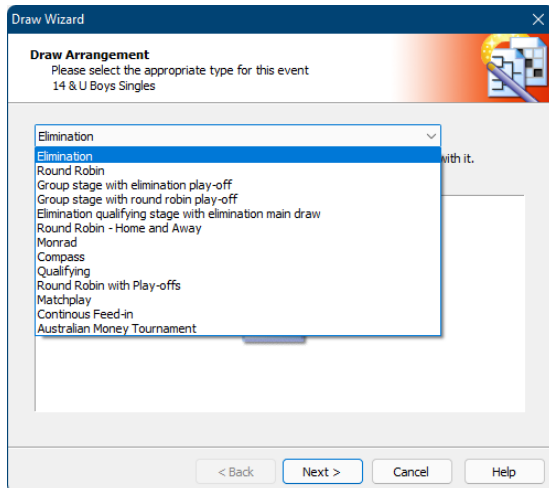 Draw Wizard
Draw Arrangement
Please select the appropriate type for this event
14 & U Boys Singles
Elimination
Elimination
with it.
Round Robin
Group stage with elimination play-off
Group stage with round robin play-off
Elimination qualifying stage with elimination main draw
Round Robin - Home and Away
Monrad
Compass
Qualifying
Round Robin with Play-offs
Matchplay
Continous Feed-in
Australian Money Tournament
< Back Next > Cancel Help